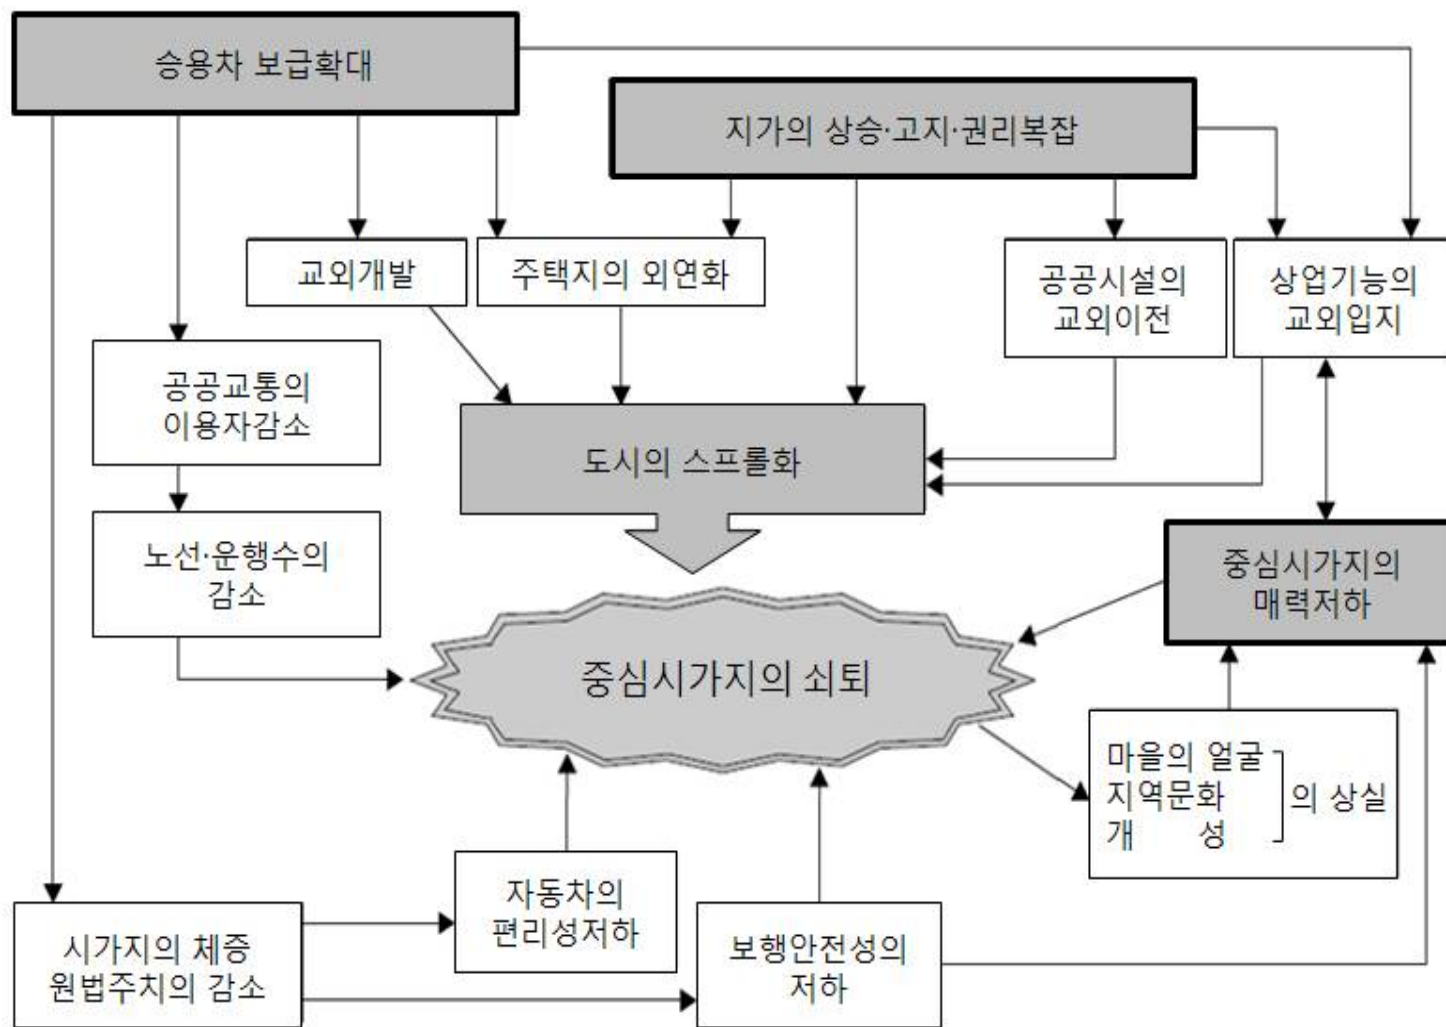 승용차 보급확대
지가의 상승·고지·권리복잡
교외개발
주택지의 외연화
공공시설의
교외이전
상업기능의
교외입지
공공교통의
이용자감소
도시의 스프롤화
노선·운행수의
감소
중심시가지의
매력저하
중심시가지의 쇠퇴
마을의 얼굴
지역문화
개 성
의 상실
자동차의
편리성저하
시가지의 체증
원법주치의 감소
보행안전성의
저하